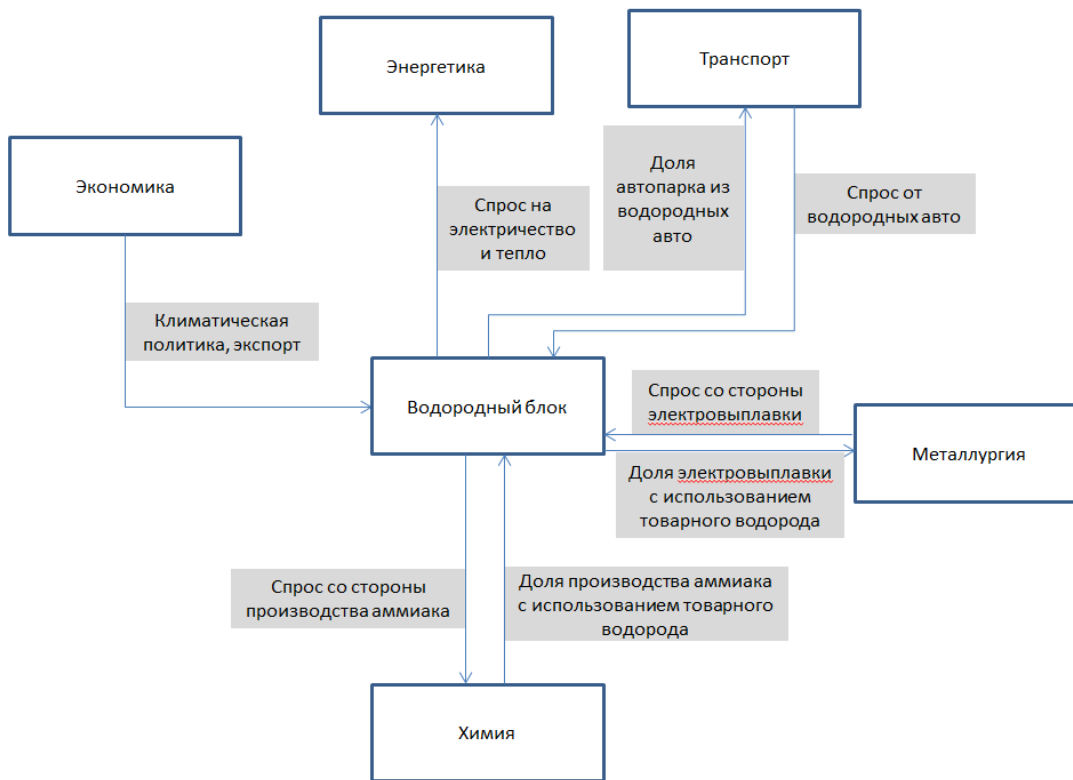 Энергетика
Транспорт
Экономика
Спрос на
электричество
и тепло
Доля
автопарка из
водородных
авто
Спрос от
водородных авто
Климатическая
политика, экспорт
Водородный блок
Спрос со стороны
электровыплавки
Металлургия
Доля электровыплавки
с использованием
товарного водорода
Спрос со стороны
производства аммиака
Доля производства аммиака
с использованием товарного
водорода
Химия